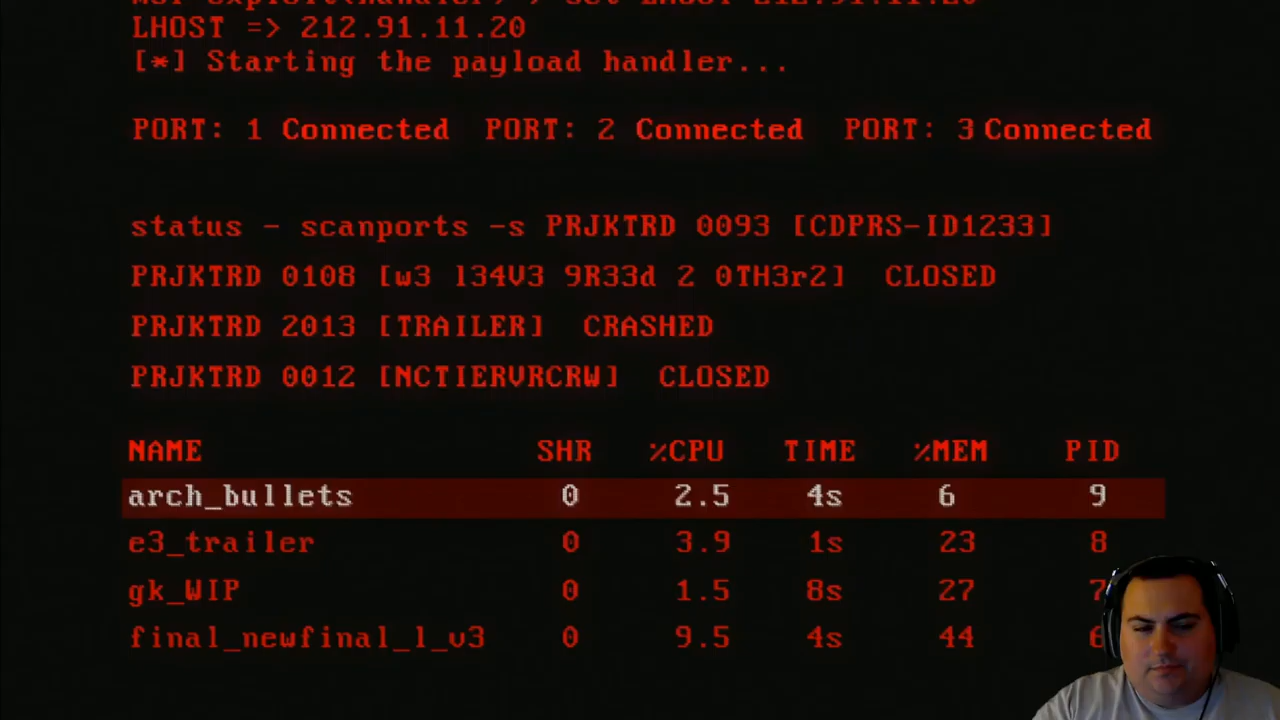 LHOST => 212.91.11.20
[*] Starting the payload handler...
PORT: 1 Connected PORT: 2 Connected PORT: 3 Connected
status - scanports -s PRJKTRD 0093 [CDPRS-ID1233]
PRJKTRD 0108 [w3 l34V3 9R33d 2 0TH3r2] CLOSED
PRJKTRD 2013 [TRAILER] CRASHED
PRJKTRD 0012 [NCTIERVRCRW] CLOSED
NAME SHR %CPU TIME %MEM PID
arch_bullets 0 2.5 4s 6 9
e3_trailer 0 3.9 1s 23 8
gk_WIP 0 1.5 8s 27 7
final_newfinal_l_v3 0 9.5 4s 44